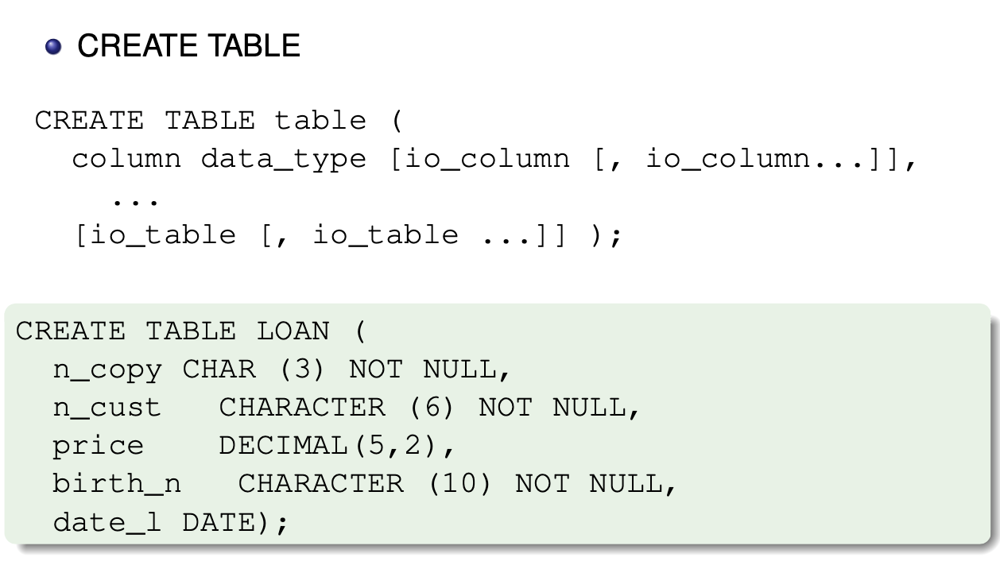 CREATE TABLE
CREATE TABLE table (
column data_type [io_column [, io_column...]],
...
[io_table [, io_table ...]] );
CREATE TABLE LOAN (
n_copy CHAR (3) NOT NULL,
n_cust CHARACTER (6) NOT NULL,
price DECIMAL(5,2),
birth_n CHARACTER (10) NOT NULL,
date_l DATE);